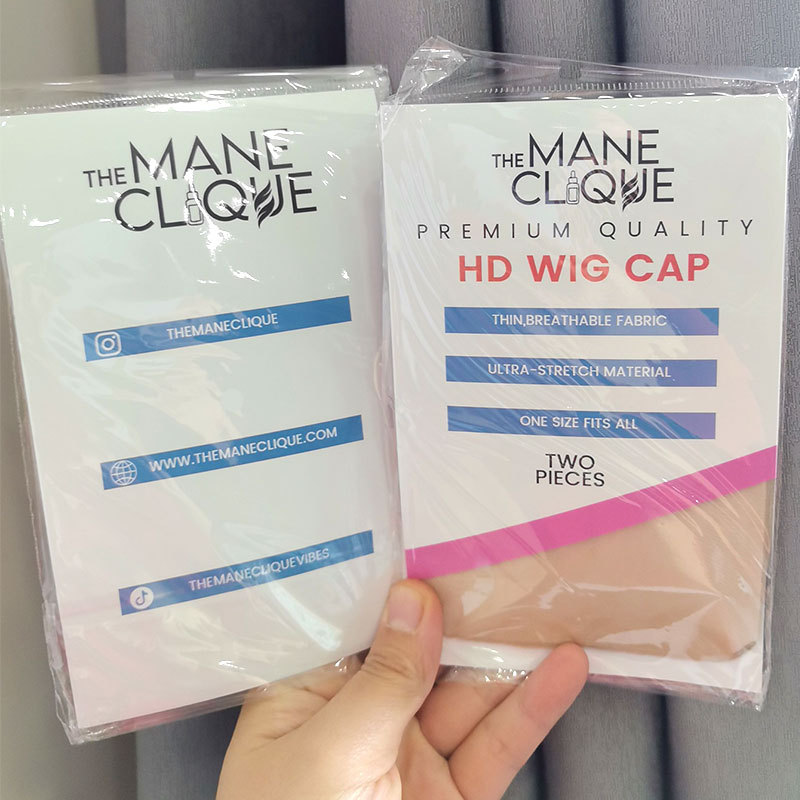 THE MANE
CLIQUE
THEMANECLIQUE
WWW.THEMANECLIQUE.COM
THEMANECLIQUEVIBES
THE MANE
CLIQUE
PREMIUM QUALITY
HD WIG CAP
THIN,BREATHABLE FABRIC
ULTRA-STRETCH MATERIAL
ONE SIZE FITS ALL
TWO
PIECES